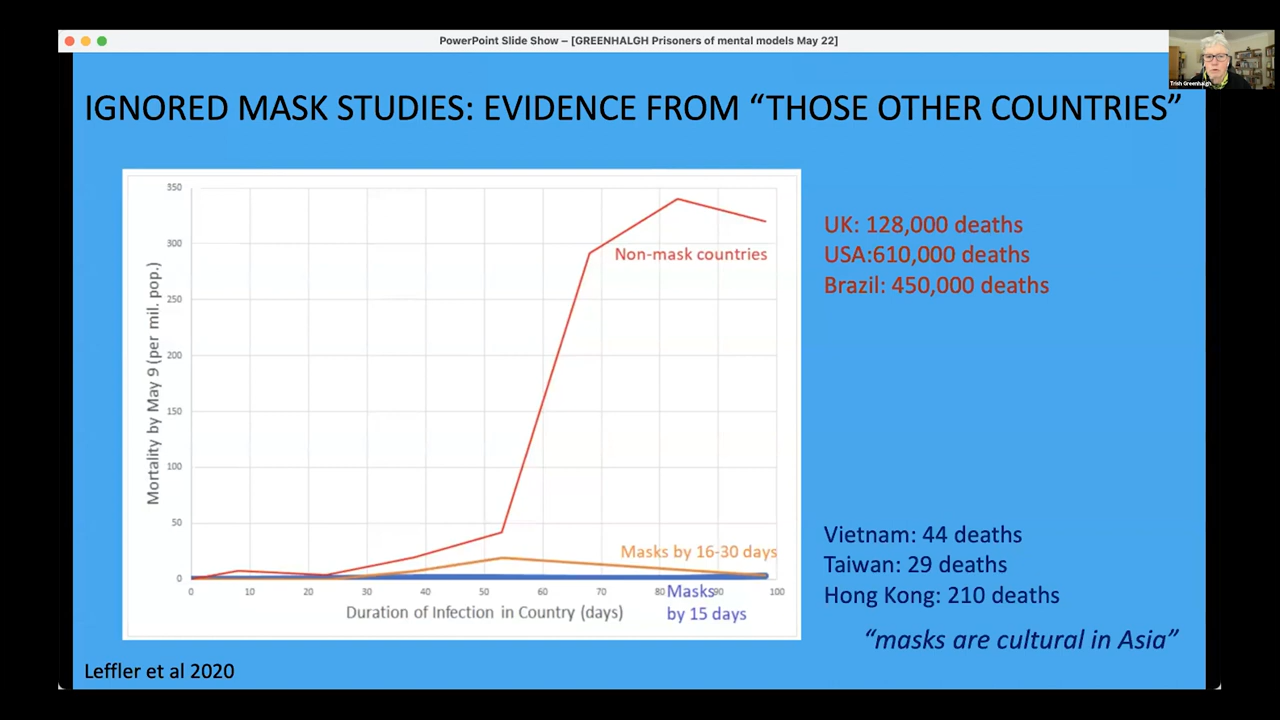 PowerPoint Slide Show – [GREENHALGH Prisoners of mental models May 22]
Trish Greenhalgh
IGNORED MASK STUDIES: EVIDENCE FROM “THOSE OTHER COUNTRIES”
Mortality by May 9 (per mil. pop.)
350
300
250
200
150
100
50
0
Non-mask countries
Masks by 16-30 days
Masks
by 15 days
0 10 20 30 40 50 60 70 80 90 100
Duration of Infection in Country (days)
UK: 128,000 deaths
USA:610,000 deaths
Brazil: 450,000 deaths
Vietnam: 44 deaths
Taiwan: 29 deaths
Hong Kong: 210 deaths
“masks are cultural in Asia”
Leffler et al 2020